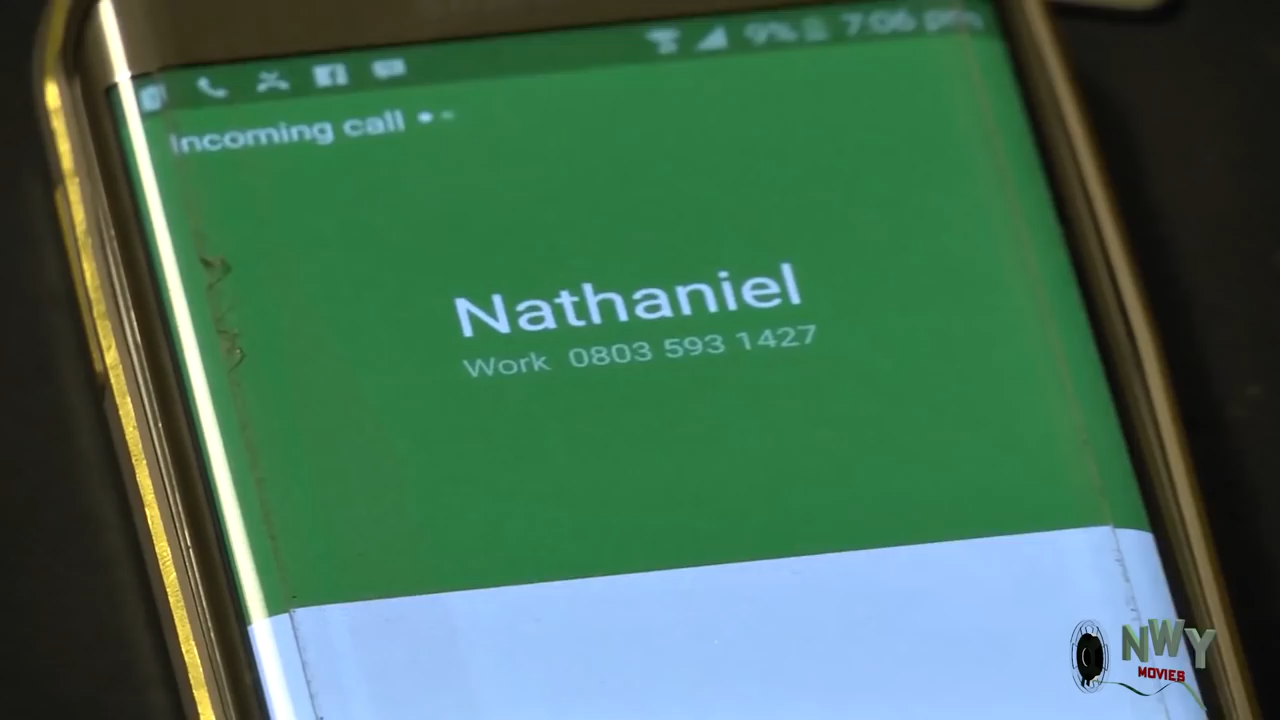 9% 7:06 pm
Incoming call
Nathaniel
Work 0803 593 1427
NWY
MOVIES